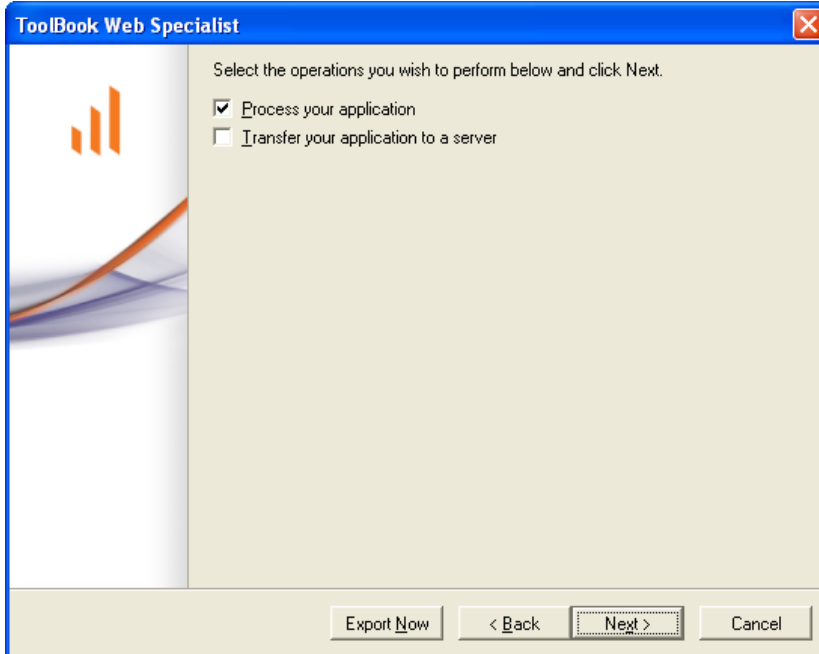 ToolBook Web Specialist
Select the operations you wish to perform below and click Next.
Process your application
Transfer your application to a server
Export Now
< Back
Next >
Cancel